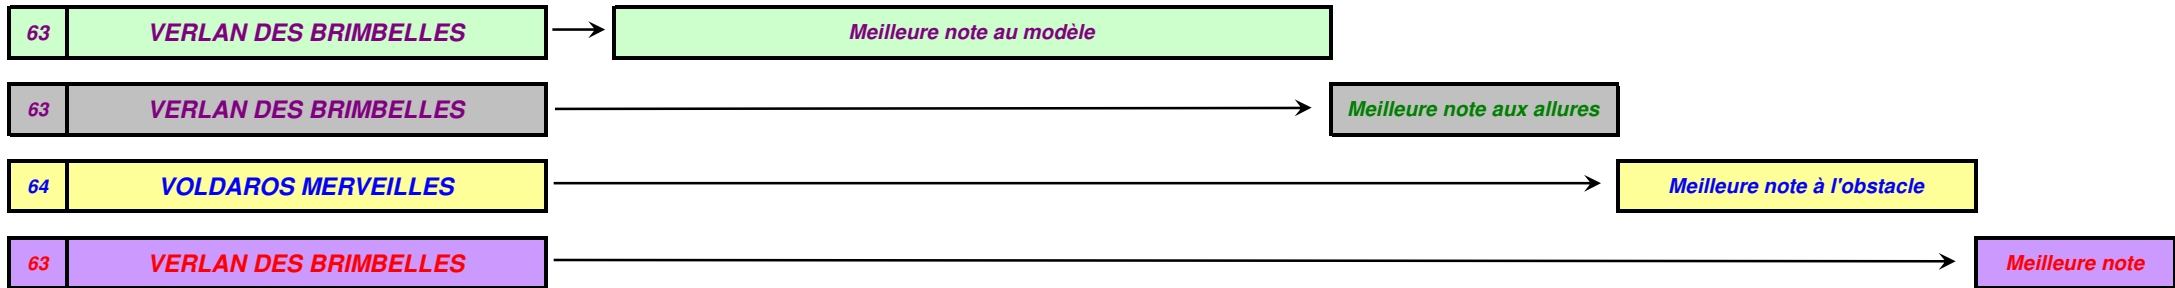 63 VERLAN DES BRIMBELLES Meilleure note au modèle
63 VERLAN DES BRIMBELLES Meilleure note aux allures
64 VOLDAROS MERVEILLES Meilleure note à l'obstacle
63 VERLAN DES BRIMBELLES Meilleure note